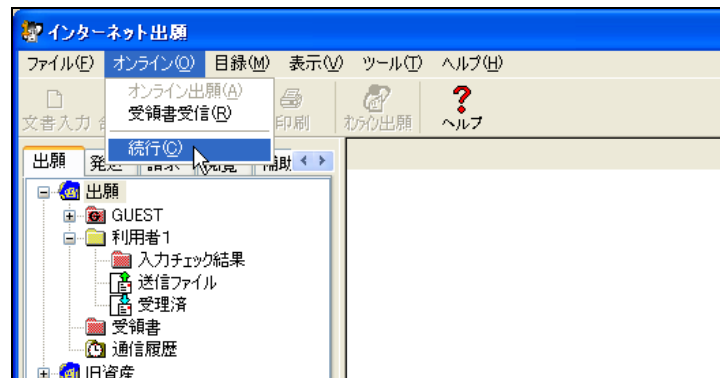 インターネット出願
ファイル(F) オンライン(O) 目録(M) 表示(V) ツール(T) ヘルプ(H)
オンライン出願(A)
受領書受信(R)
続行(C)
文書入力 印刷 オンライン出願 ヘルプ
出願 発送 請求 閲覧 補助
出願
GUEST
利用者1
入力チェック結果
送信ファイル
受理済
受領書
通信履歴
旧資産